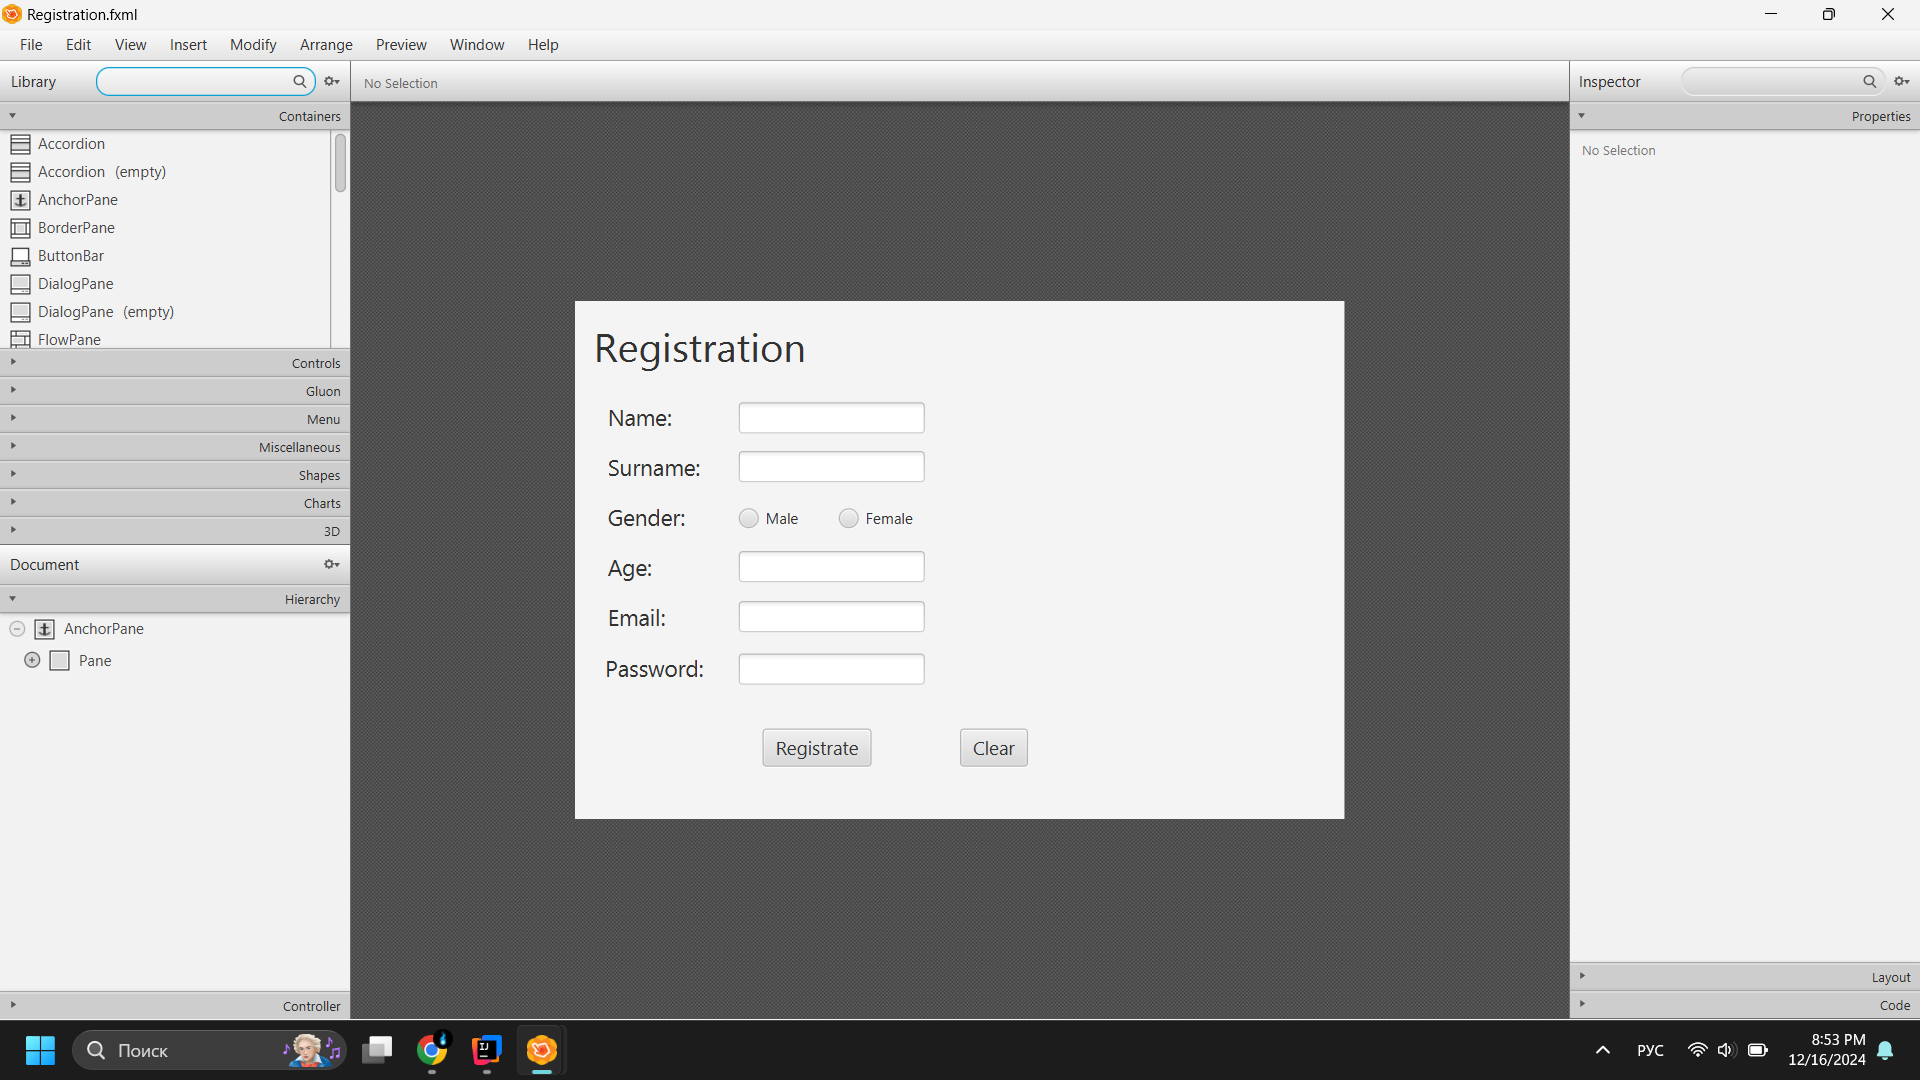 Registration.fxml
File Edit View Insert Modify Arrange Preview Window Help
Library
No Selection
Inspector
Containers
Properties
Accordion
Accordion (empty)
AnchorPane
BorderPane
ButtonBar
DialogPane
DialogPane (empty)
FlowPane
Controls
Gluon
Menu
Miscellaneous
Shapes
Charts
3D
Document
Hierarchy
AnchorPane
Pane
Controller
Registration
Name:
Surname:
Gender: Male Female
Age:
Email:
Password:
Registrate Clear
No Selection
Layout
Code
Поиск
IJ
РУС
8:53 PM
12/16/2024